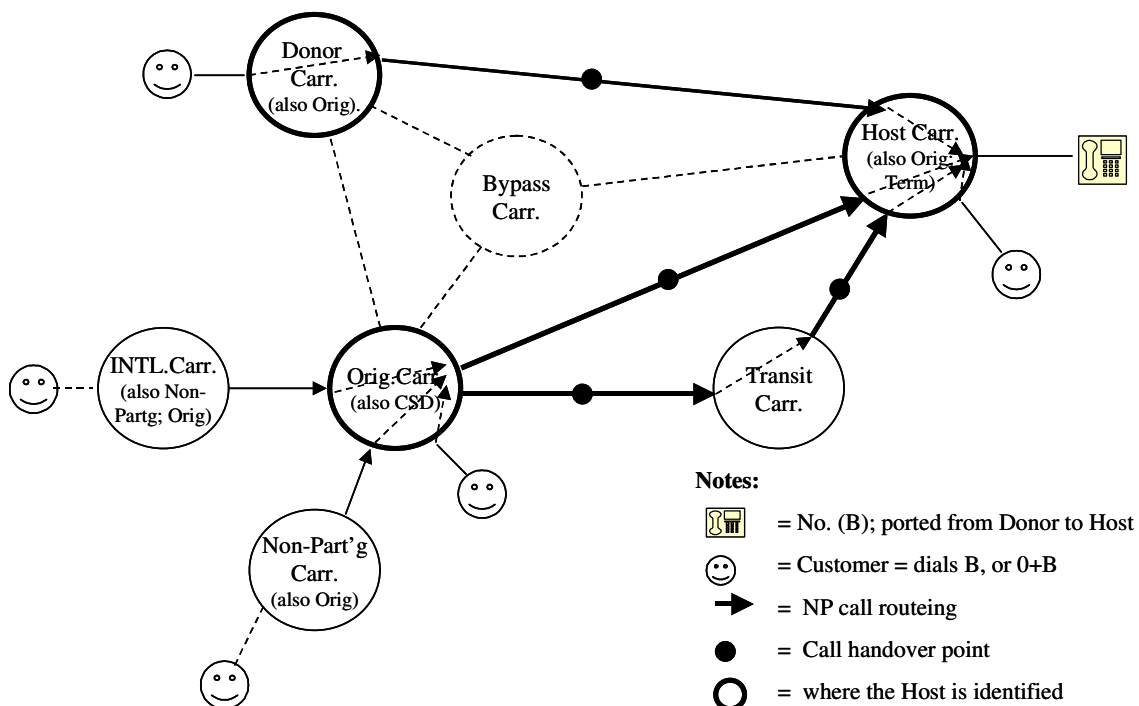 Donor
Carr.
(also Orig).
Host Carr.
(also Orig;
Term)
Bypass
Carr.
INTL.Carr.
(also Non-
Partg; Orig)
Orig.Carr.
(also CSD)
Transit
Carr.
Non-Part'g
Carr.
(also Orig)
Notes:
= No. (B); ported from Donor to Host
= Customer = dials B, or 0+B
= NP call routeing
= Call handover point
= where the Host is identified